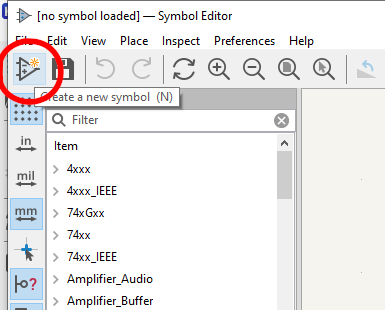 [no symbol loaded] — Symbol Editor
File Edit View Place Inspect Preferences Help
Create a new symbol (N)
Filter
in
Item
mil
4xxx
4xxx_IEEE
mm
74xGxx
74xx
74xx_IEEE
Amplifier_Audio
Amplifier_Buffer